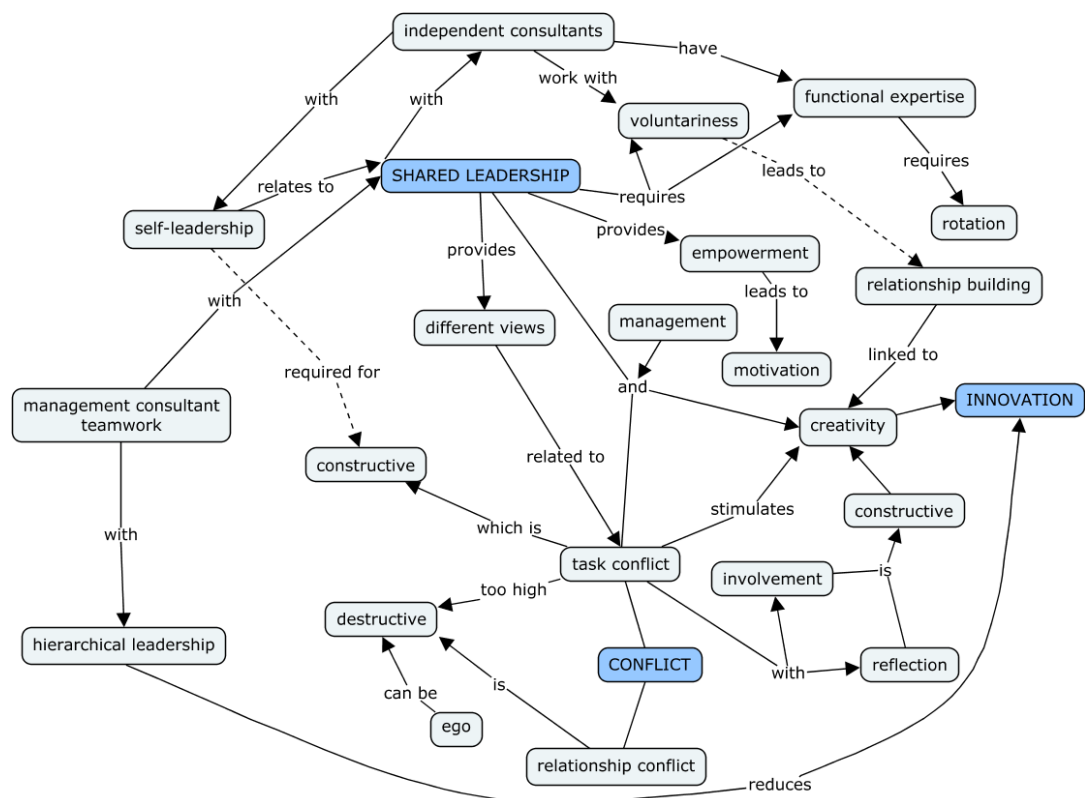 independent consultants
have
work with
with
with
functional expertise
voluntariness
requires
relates to
SHARED LEADERSHIP
leads to
requires
self-leadership
rotation
provides
provides
empowerment
relationship building
with
leads to
different views
management
linked to
required for
motivation
and
management consultant
teamwork
INNOVATION
creativity
related to
constructive
stimulates
constructive
which is
with
task conflict
involvement
is
too high
destructive
hierarchical leadership
CONFLICT
with
reflection
is
can be
ego
relationship conflict
reduces